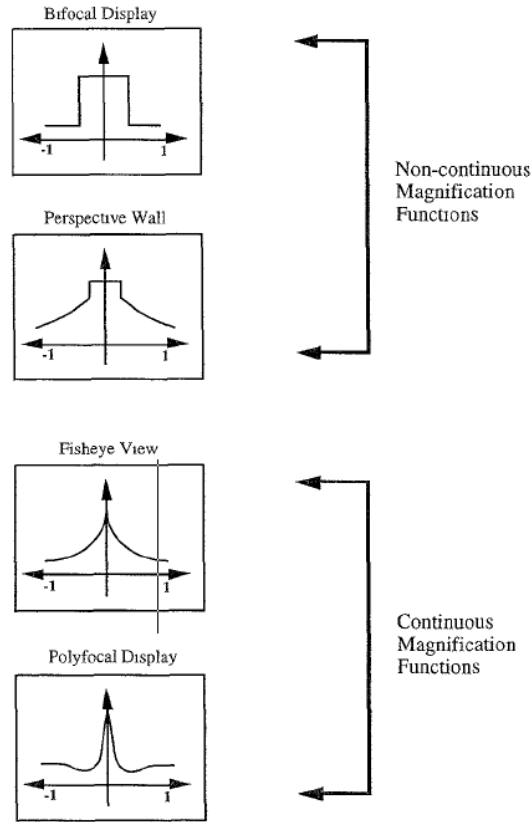 Bifocal Display
-1
1
Non-continuous
Magnification
Functions
Perspective Wall
-1
1
Fisheye View
-1
1
Continuous
Magnification
Functions
Polyfocal Display
-1
1